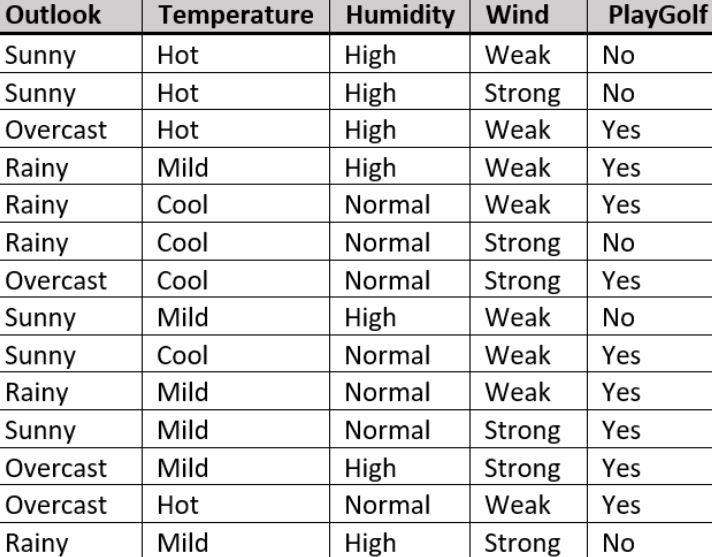 Outlook Temperature Humidity Wind PlayGolf
Sunny Hot High Weak No
Sunny Hot High Strong No
Overcast Hot High Weak Yes
Rainy Mild High Weak Yes
Rainy Cool Normal Weak Yes
Rainy Cool Normal Strong No
Overcast Cool Normal Strong Yes
Sunny Mild High Weak No
Sunny Cool Normal Weak Yes
Rainy Mild Normal Weak Yes
Sunny Mild Normal Strong Yes
Overcast Mild High Strong Yes
Overcast Hot Normal Weak Yes
Rainy Mild High Strong No